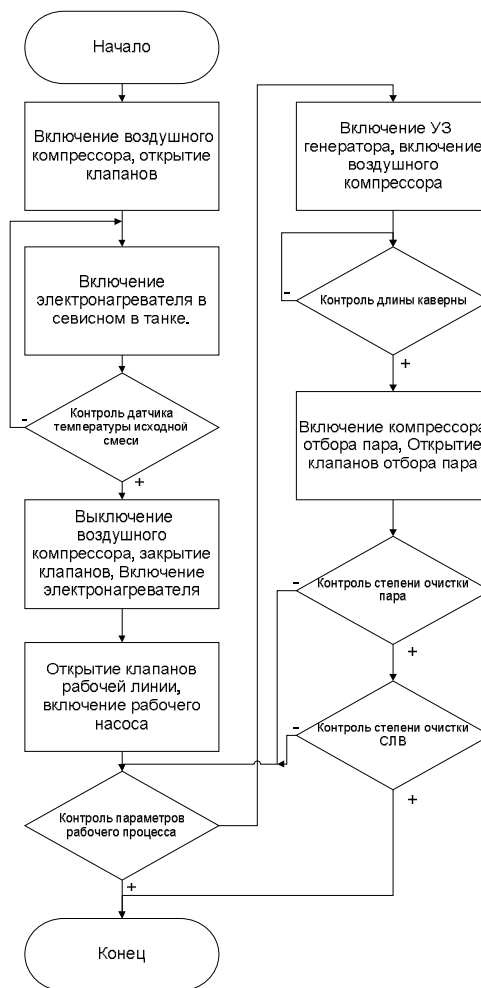 Начало
Включение воздушного
компрессора, открытие
клапанов
Включение
электронагревателя в
севисном в танке.
Контроль датчика
температуры исходной
смеси
-
+
Выключение
воздушного
компрессора, закрытие
клапанов, Включение
электронагревателя
Открытие клапанов
рабочей линии,
включение рабочего
насоса
Контроль параметров
рабочего процесса
+
Конец
Включение УЗ
генератора, включение
воздушного
компрессора
Контроль длины каверны
-
+
Включение компрессора
отбора пара, Открытие
клапанов отбора пара
Контроль степени очистки
пара
-
+
Контроль степени очистки
СЛВ
-
+